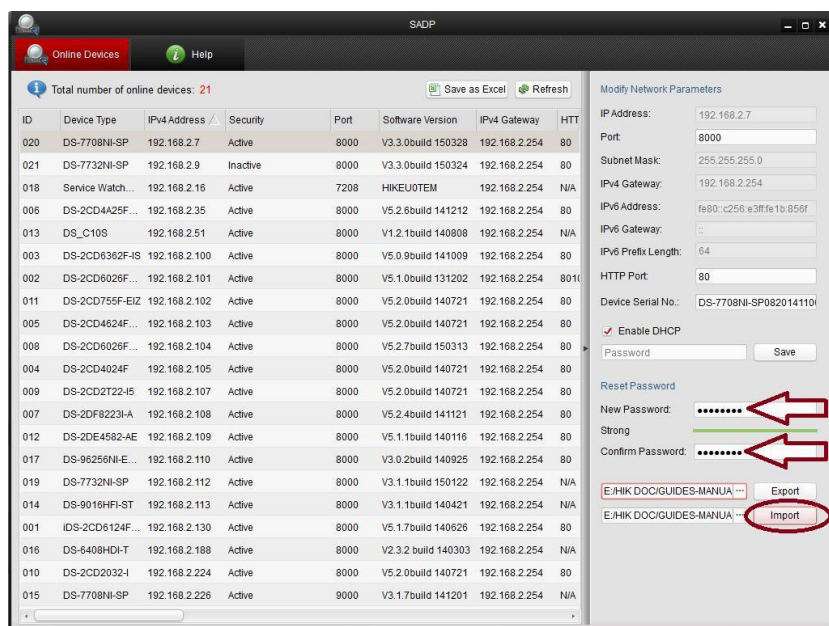 SADP
Online Devices Help
Total number of online devices: 21 Save as Excel Refresh
ID Device Type IPv4 Address Security Port Software Version IPv4 Gateway HTT
020 DS-7708NI-SP 192.168.2.7 Active 8000 V3.3.0build 150328 192.168.2.254 80
021 DS-7732NI-SP 192.168.2.9 Inactive 8000 V3.3.0build 150324 192.168.2.254 80
018 Service Watch... 192.168.2.16 Active 7208 HIKEU0TEM 192.168.2.254 N/A
006 DS-2CD4A25F... 192.168.2.35 Active 8000 V5.2.6build 141212 192.168.2.254 80
013 DS_C10S 192.168.2.51 Active 8000 V1.2.1build 140808 192.168.2.254 N/A
003 DS-2CD6362F-IS 192.168.2.100 Active 8000 V5.0.9build 141009 192.168.2.254 80
002 DS-2CD6026F... 192.168.2.101 Active 8000 V5.1.0build 131202 192.168.2.254 801
011 DS-2CD755F-EIZ 192.168.2.102 Active 8000 V5.2.0build 140721 192.168.2.254 80
005 DS-2CD4624F... 192.168.2.103 Active 8000 V5.2.0build 140721 192.168.2.254 80
008 DS-2CD6026F... 192.168.2.104 Active 8000 V5.2.7build 150313 192.168.2.254 80
004 DS-2CD4024F 192.168.2.105 Active 8000 V5.2.0build 140721 192.168.2.254 80
009 DS-2CD2T22-I5 192.168.2.107 Active 8000 V5.2.0build 140721 192.168.2.254 80
007 DS-2DF8223I-A 192.168.2.108 Active 8000 V5.2.4build 141121 192.168.2.254 80
012 DS-2DE4582-AE 192.168.2.109 Active 8000 V5.1.1build 140116 192.168.2.254 80
017 DS-96256NI-E... 192.168.2.110 Active 8000 V3.0.2build 140925 192.168.2.254 80
019 DS-7732NI-SP 192.168.2.112 Active 8000 V3.1.1build 150122 192.168.2.254 N/A
014 DS-9016HFI-ST 192.168.2.113 Active 8000 V3.1.1build 140421 192.168.2.254 N/A
001 iDS-2CD6124F... 192.168.2.130 Active 8000 V5.1.7build 140626 192.168.2.254 80
016 DS-6408HDI-T 192.168.2.188 Active 8000 V2.3.2 build 140303 192.168.2.254 N/A
010 DS-2CD2032-I 192.168.2.224 Active 8000 V5.2.0build 140721 192.168.2.254 80
015 DS-7708NI-SP 192.168.2.226 Active 9000 V3.1.7build 141201 192.168.2.254 N/A
Modify Network Parameters
IP Address: 192.168.2.7
Port: 8000
Subnet Mask: 255.255.255.0
IPv4 Gateway: 192.168.2.254
IPv6 Address: fe80::c256:e3ff:fe1b:856f
IPv6 Gateway: ::
IPv6 Prefix Length: 64
HTTP Port: 80
Device Serial No.: DS-7708NI-SP082014110
Enable DHCP
Password Save
Reset Password
New Password: ●●●●●●●●
Strong
Confirm Password: ●●●●●●●●
E:/HIK DOC/GUIDES-MANUA ... Export
E:/HIK DOC/GUIDES-MANUA ... Import